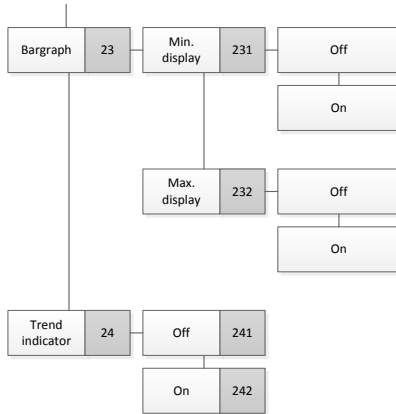 Bargraph 23 Min. display 231 Off
On
Max. display 232 Off
On
Trend indicator 24 Off 241
On 242